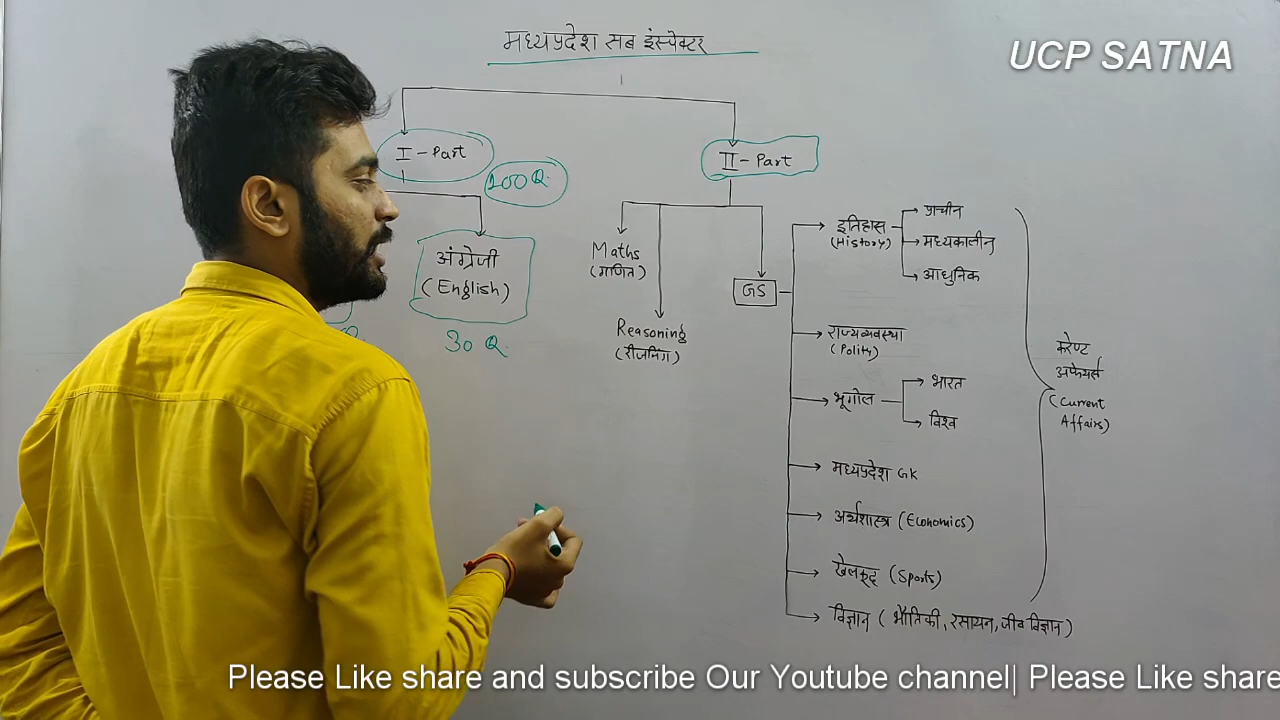 मध्यप्रदेश सब इंस्पेक्टर
UCP SATNA
I - Part
200 Q.
II - Part
अंग्रेजी
(English)
30 Q.
Maths
(गणित)
Reasoning
(रीजनिंग)
GS
इतिहास
(History)
प्राचीन
मध्यकालीन
आधुनिक
राज्यव्यवस्था
(Polity)
भूगोल
भारत
विश्व
मध्यप्रदेश GK
अर्थशास्त्र (Economics)
खेलकूद (Sports)
विज्ञान ( भौतिकी, रसायन, जीव विज्ञान)
करेण्ट
अफेयर्स
(Current
Affairs)
Please Like share and subscribe Our Youtube channel| Please Like share